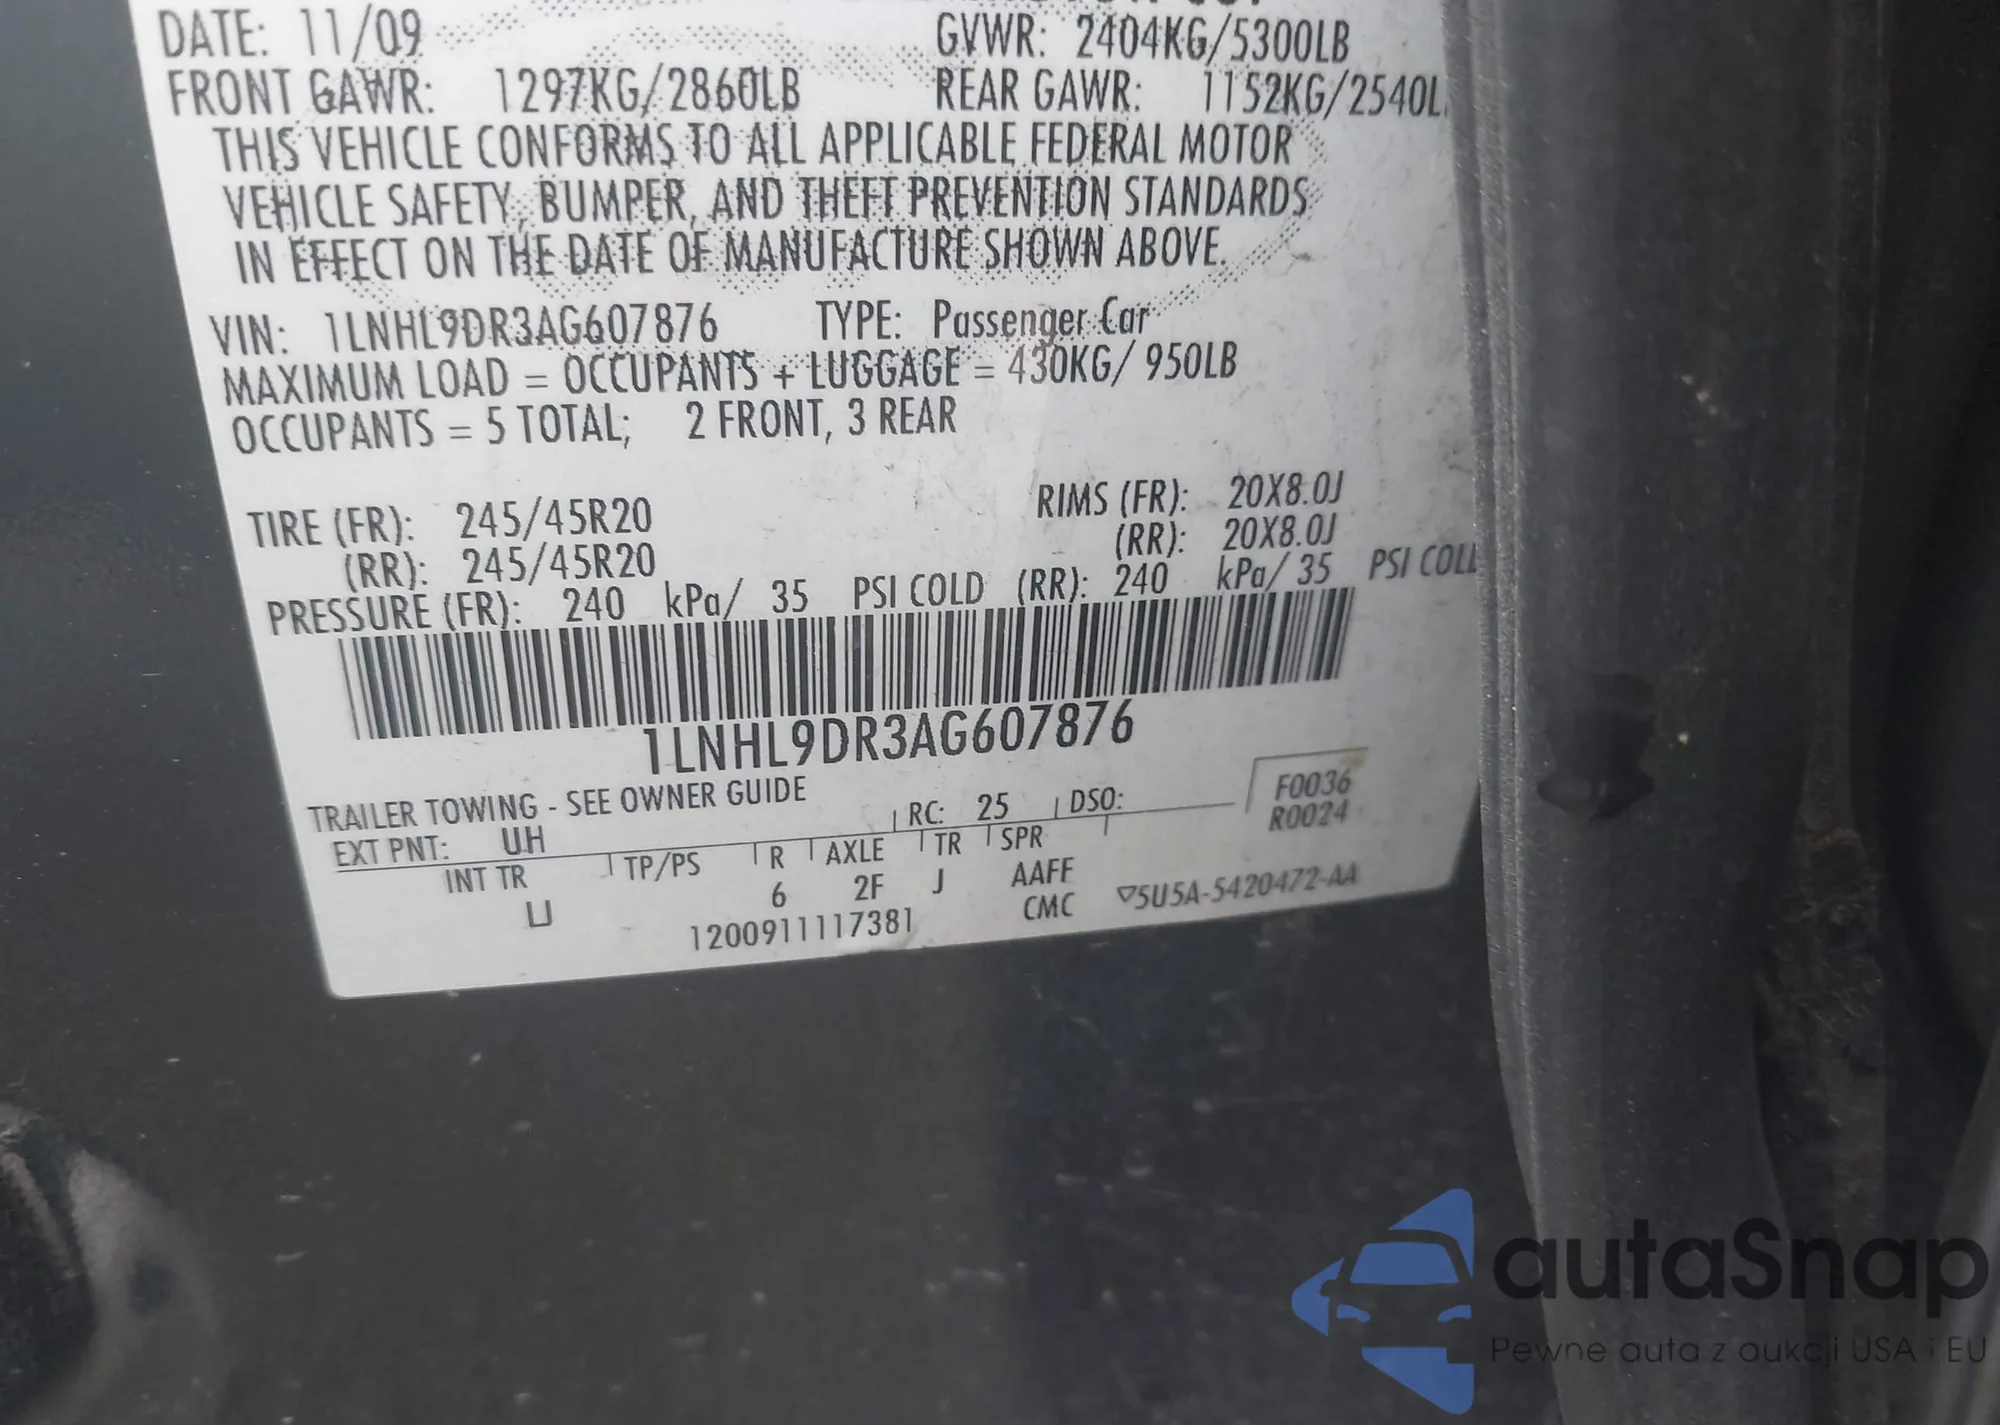 DATE: 11/09 GVWR: 2404KG/5300LB
FRONT GAWR: 1297KG/2860LB REAR GAWR: 1152KG/2540L
THIS VEHICLE CONFORMS TO ALL APPLICABLE FEDERAL MOTOR
VEHICLE SAFETY, BUMPER, AND THEFT PREVENTION STANDARDS
IN EFFECT ON THE DATE OF MANUFACTURE SHOWN ABOVE.
VIN: 1LNHL9DR3AG607876 TYPE: Passenger Car
MAXIMUM LOAD = OCCUPANTS + LUGGAGE = 430KG/ 950LB
OCCUPANTS = 5 TOTAL; 2 FRONT, 3 REAR
TIRE (FR): 245/45R20 RIMS (FR): 20X8.0J
(RR): 245/45R20 (RR): 20X8.0J
PRESSURE (FR): 240 kPa/ 35 PSI COLD (RR): 240 kPa/ 35 PSI COLD
1LNHL9DR3AG607876
TRAILER TOWING - SEE OWNER GUIDE
EXT PNT: UH RC: 25 DSO: F0036
R0024
INT TR TP/PS R AXLE TR SPR
U 6 2F J AAFF
1200911117381 CMC ▽5U5A-5420472-AA
autaSnap
Pewne auta z aukcji USA i EU